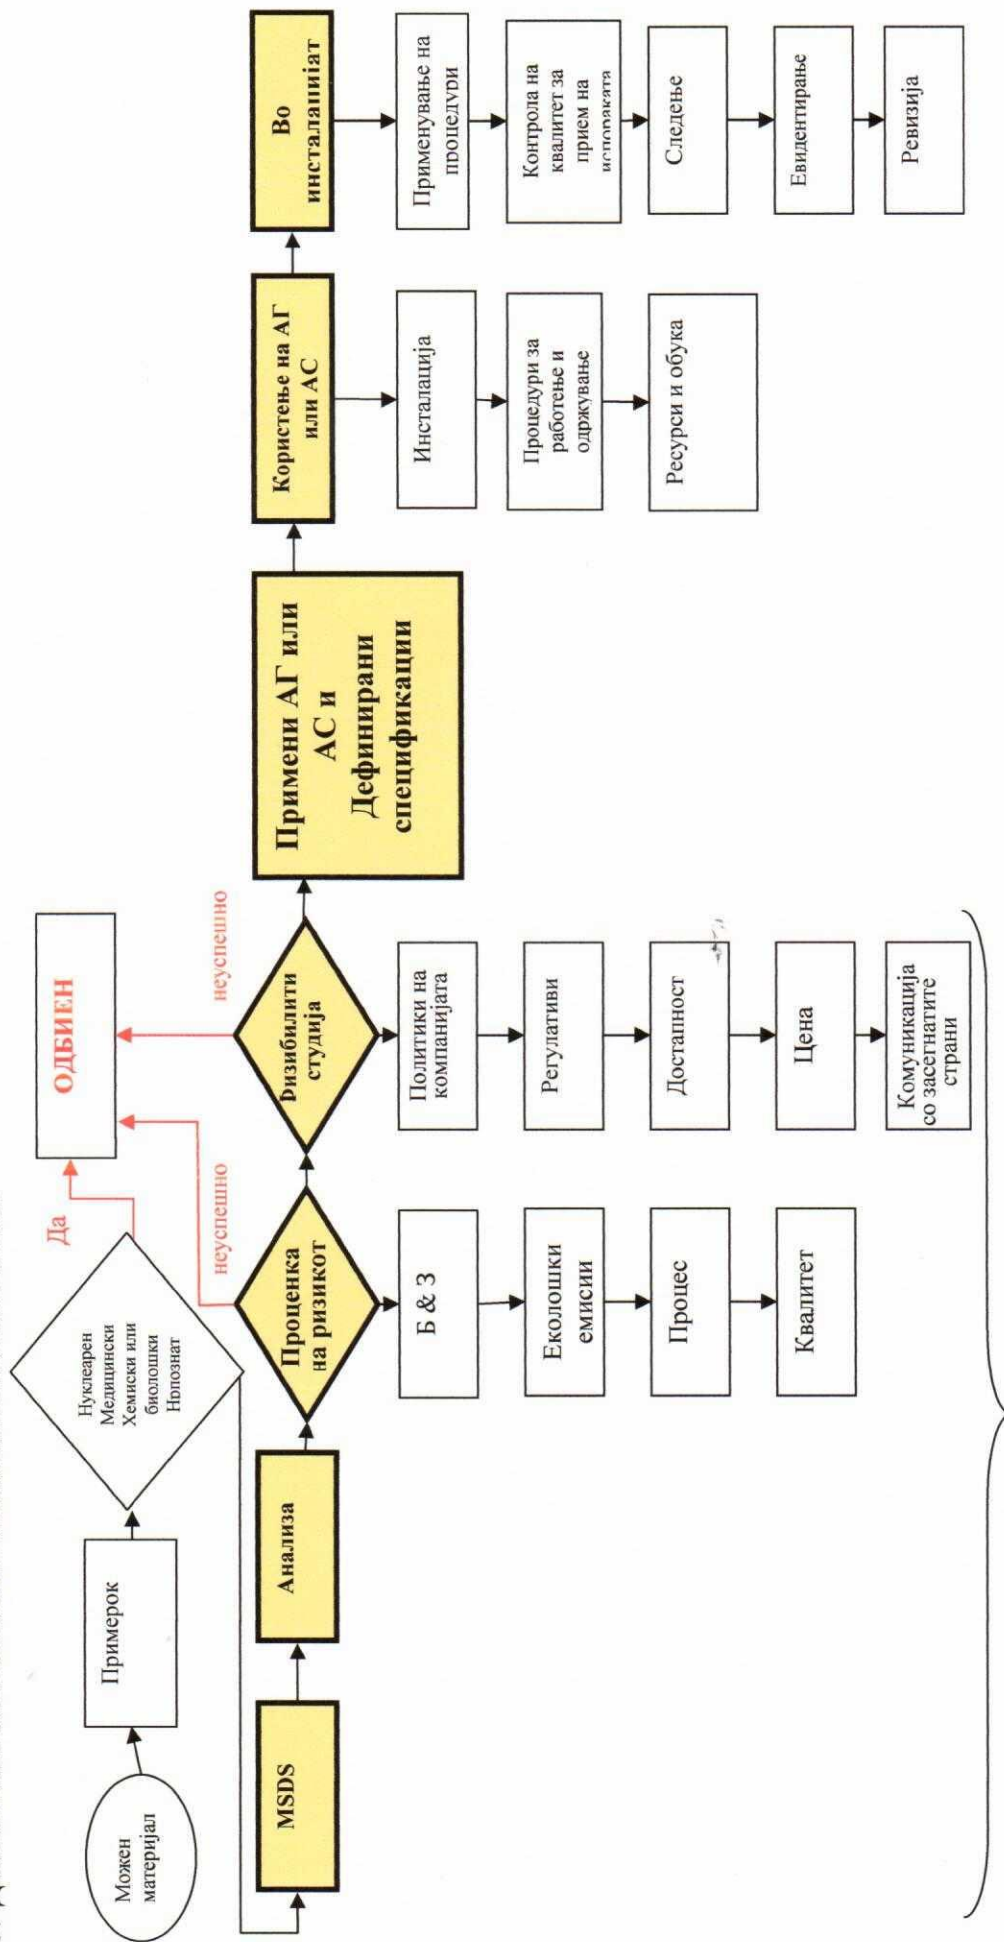 Можен
материјал
Примерок
Нуклеарен
Медицински
Хемиски или
биолошки
Нрпознат
Да
ОДБИЕН
неуспешно
неуспешно
MSDS
Анализа
Проценка
на ризикот
Физибилити
студија
Примени АГ или
АС и
Дефинирани
спецификации
Користење на АГ
или АС
Во
инсталацијат
Б & З
Еколошки
емисии
Процес
Квалитет
Политики на
компанијата
Регулативи
Достапност
Цена
Комуникација
со засегнатите
страни
Инсталација
Процедури за
работење и
одржување
Ресурси и обука
Применување на
процедури
Контрола на
квалитет за
прием на
испораката
Следење
Евидентирање
Ревизија